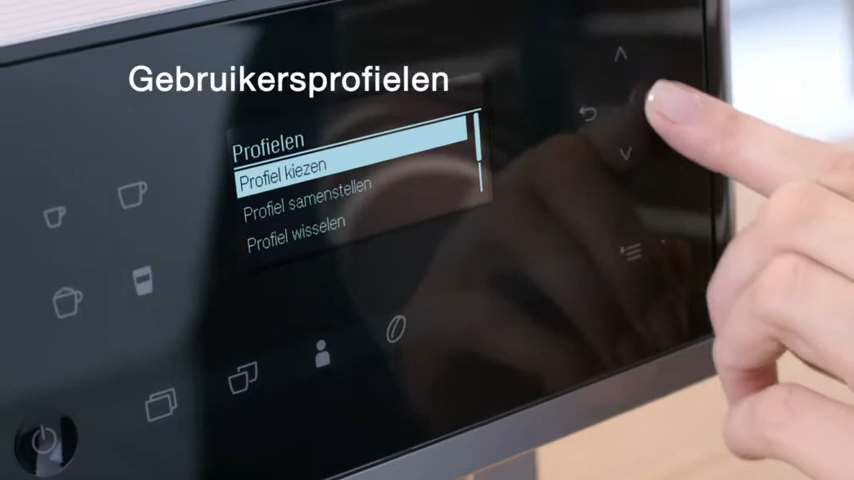 Gebruikersprofielen
Profielen
Profiel kiezen
Profiel samenstellen
Profiel wisselen